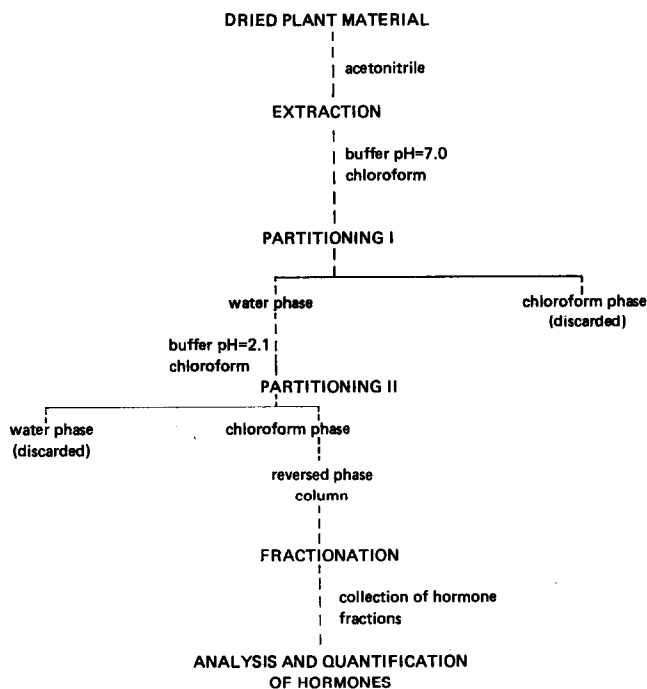 DRIED PLANT MATERIAL
acetonitrile
EXTRACTION
buffer pH=7.0
chloroform
PARTITIONING I
water phase
chloroform phase
(discarded)
buffer pH=2.1
chloroform
PARTITIONING II
water phase
(discarded)
chloroform phase
reversed phase
column
FRACTIONATION
collection of hormone
fractions
ANALYSIS AND QUANTIFICATION
OF HORMONES